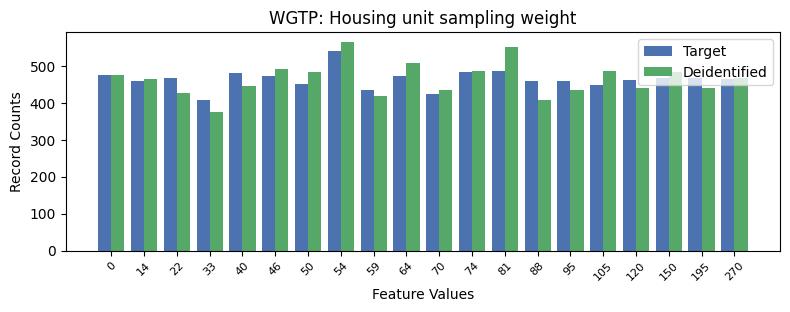 WGTP: Housing unit sampling weight
Target
Deidentified
Record Counts
500
400
300
200
100
0
0 14 22 33 40 46 50 54 59 64 70 74 81 88 95 105 120 150 195 270
Feature Values